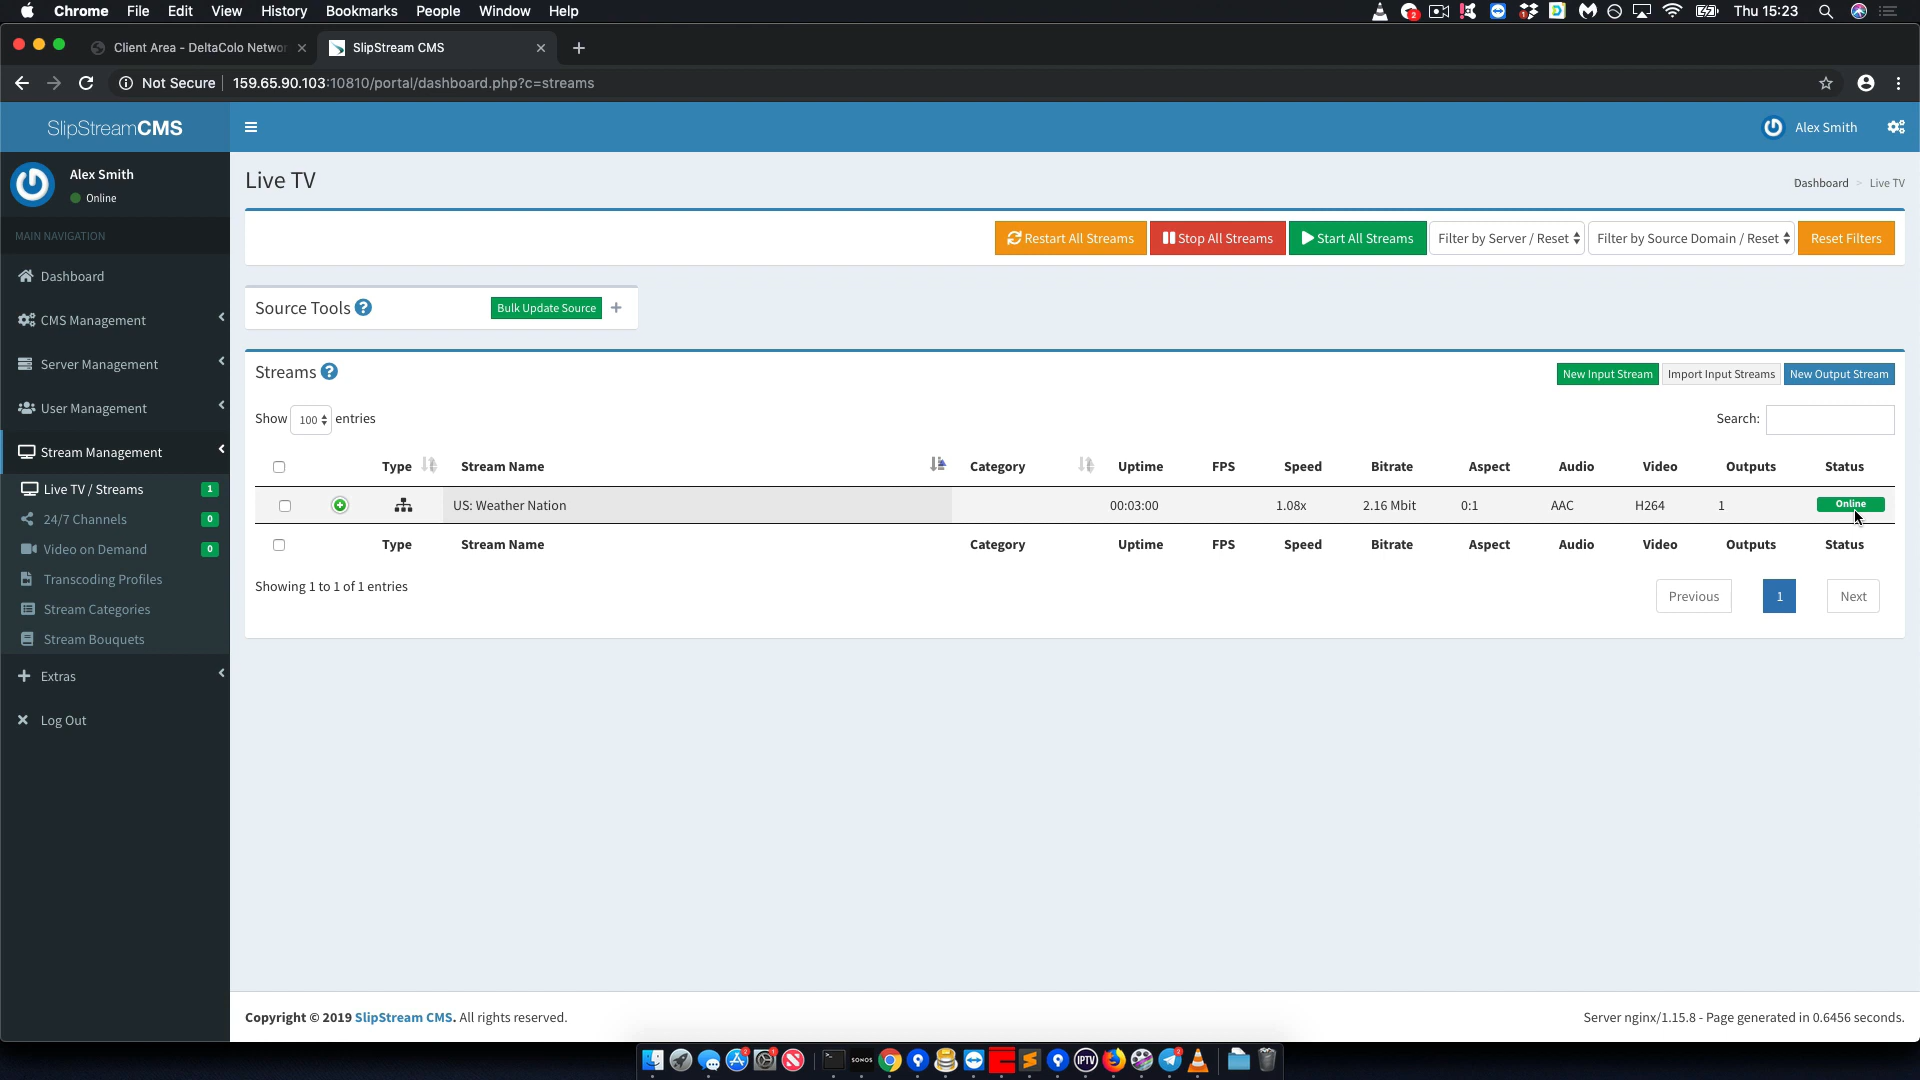 Chrome File Edit View History Bookmarks People Window Help Thu 15:23
Client Area - DeltaColo Networ
SlipStream CMS
Not Secure 159.65.90.103:10810/portal/dashboard.php?c=streams
SlipStreamCMS
Alex Smith
Alex Smith
Online
MAIN NAVIGATION
Dashboard
CMS Management
Server Management
User Management
Stream Management
Live TV / Streams 1
24/7 Channels 0
Video on Demand 0
Transcoding Profiles
Stream Categories
Stream Bouquets
Extras
Log Out
Live TV
Dashboard > Live TV
Restart All Streams Stop All Streams Start All Streams Filter by Server / Reset Filter by Source Domain / Reset Reset Filters
Source Tools ? Bulk Update Source +
Streams ? New Input Stream Import Input Streams New Output Stream
Show 100 entries Search:
Type Stream Name Category Uptime FPS Speed Bitrate Aspect Audio Video Outputs Status
US: Weather Nation 00:03:00 1.08x 2.16 Mbit 0:1 AAC H264 1 Online
Type Stream Name Category Uptime FPS Speed Bitrate Aspect Audio Video Outputs Status
Showing 1 to 1 of 1 entries
Previous 1 Next
Copyright © 2019 SlipStream CMS. All rights reserved.
Server nginx/1.15.8 - Page generated in 0.6456 seconds.
SONOS IPTV